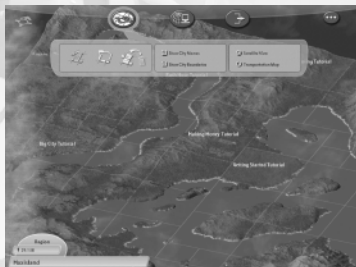 Show City Names
Satellite View
Show City Boundaries
Transportation Map
Big City Tutorial
Making Money Tutorial
Getting Started Tutorial
Region
Maxisland